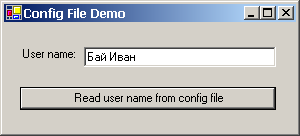 Config File Demo
User name: Бай Иван
Read user name from config file